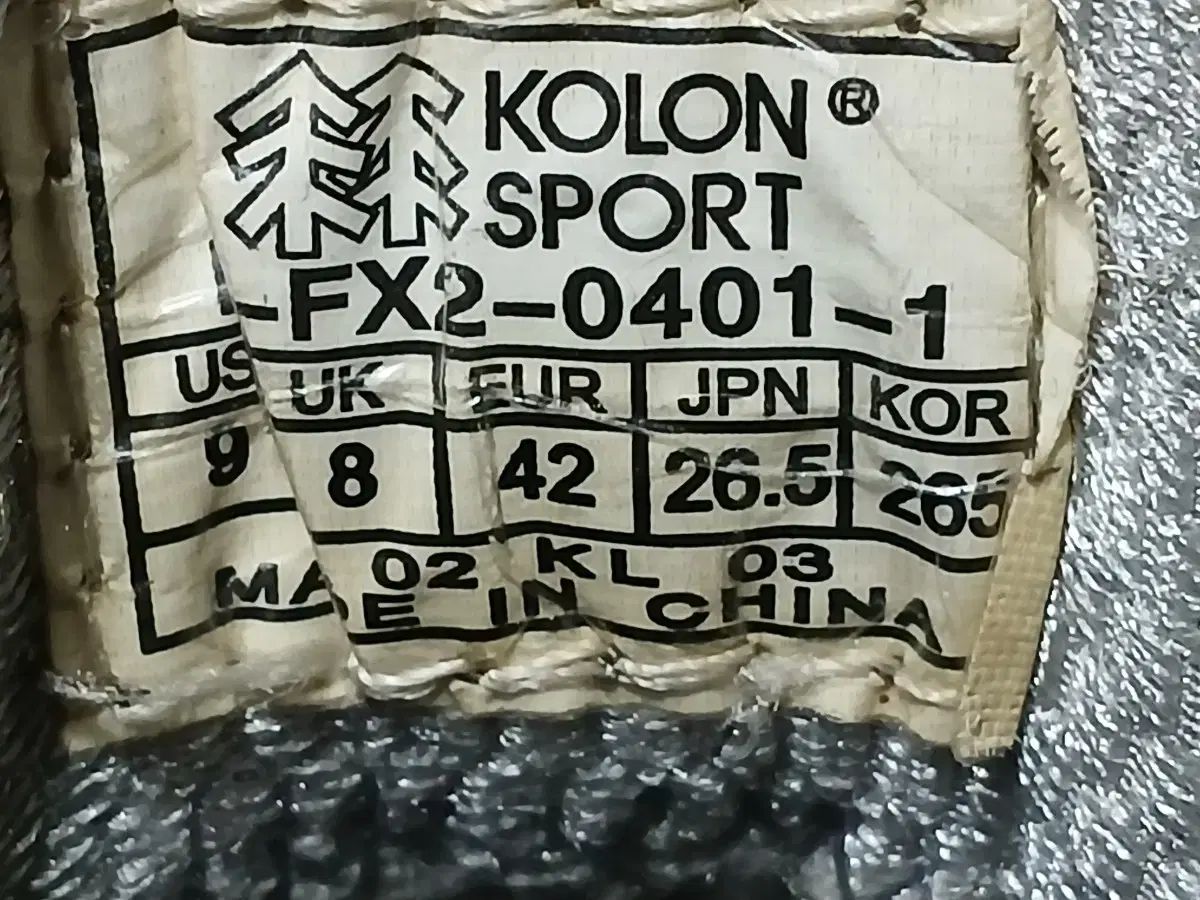 KOLON ®
SPORT
-FX2-0401-1
US UK EUR JPN KOR
9 8 42 26.5 265
02 KL 03
MADE IN CHINA